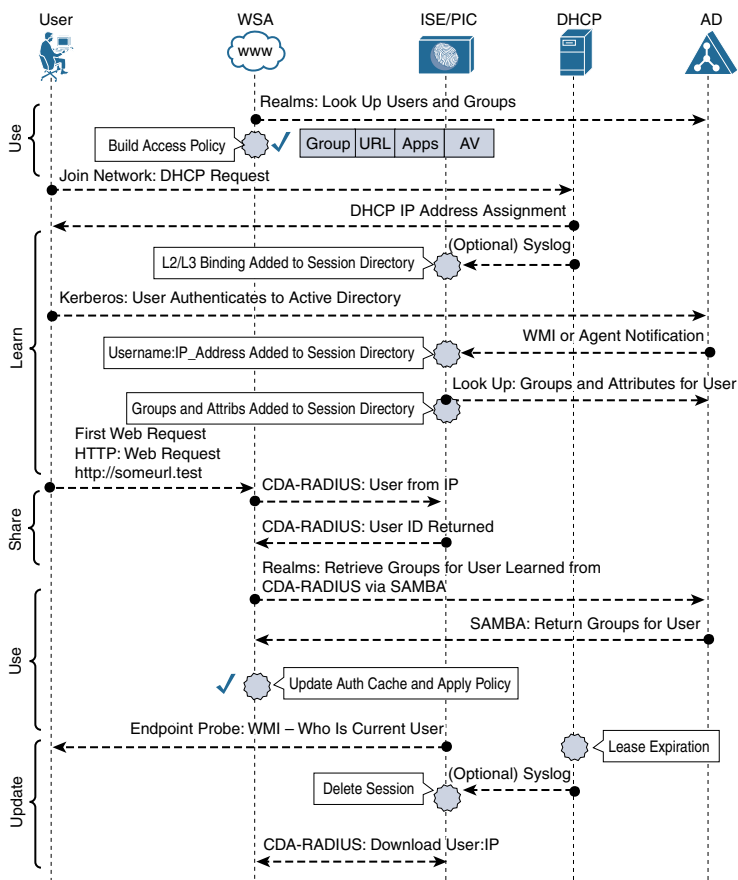 User
WSA
ISE/PIC
DHCP
AD
www
Use
Realms: Look Up Users and Groups
Build Access Policy
Group
URL
Apps
AV
Join Network: DHCP Request
DHCP IP Address Assignment
Learn
(Optional) Syslog
L2/L3 Binding Added to Session Directory
Kerberos: User Authenticates to Active Directory
WMI or Agent Notification
Username:IP_Address Added to Session Directory
Look Up: Groups and Attributes for User
Groups and Attribs Added to Session Directory
First Web Request
HTTP: Web Request
http://someurl.test
Share
CDA-RADIUS: User from IP
CDA-RADIUS: User ID Returned
Use
Realms: Retrieve Groups for User Learned from
CDA-RADIUS via SAMBA
SAMBA: Return Groups for User
Update Auth Cache and Apply Policy
Update
Endpoint Probe: WMI – Who Is Current User
Lease Expiration
(Optional) Syslog
Delete Session
CDA-RADIUS: Download User:IP